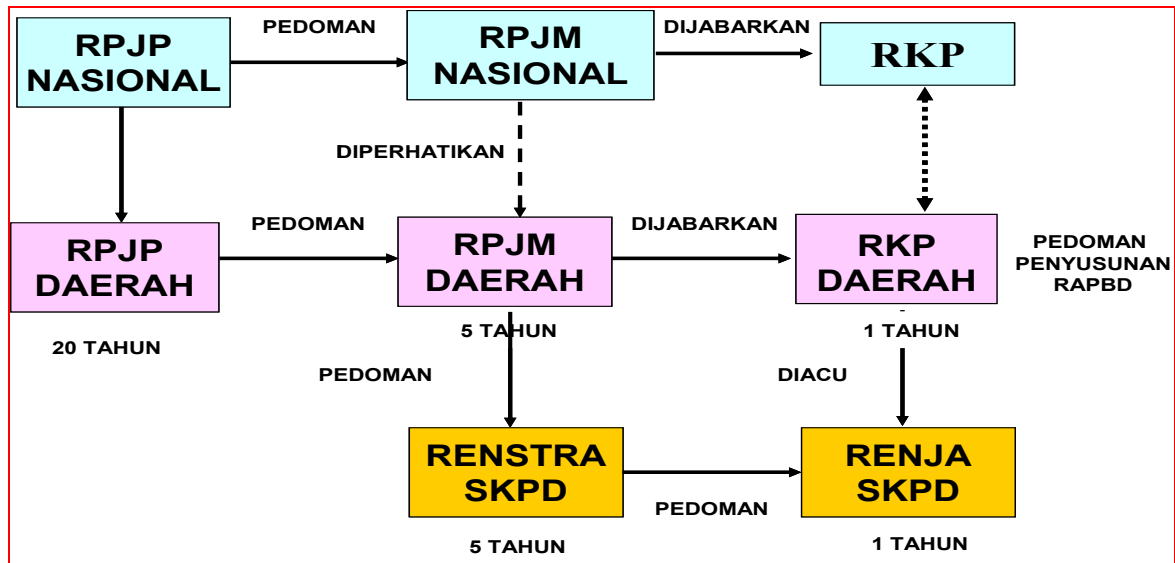 RPJP
NASIONAL
PEDOMAN
RPJM
NASIONAL
DIJABARKAN
RKP
DIPERHATIKAN
RPJP
DAERAH
PEDOMAN
RPJM
DAERAH
DIJABARKAN
RKP
DAERAH
PEDOMAN
PENYUSUNAN
RAPBD
20 TAHUN
5 TAHUN
1 TAHUN
PEDOMAN
DIACU
RENSTRA
SKPD
PEDOMAN
RENJA
SKPD
5 TAHUN
1 TAHUN